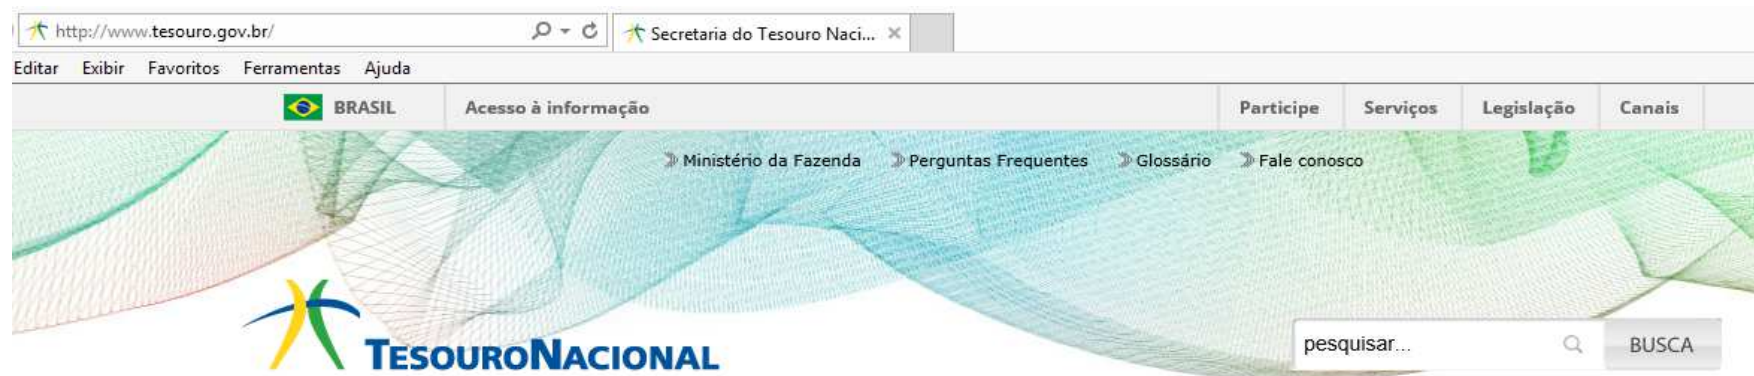 http://www.tesouro.gov.br/ Secretaria do Tesouro Naci...
Editar Exibir Favoritos Ferramentas Ajuda
BRASIL Acesso à informação Participe Serviços Legislação Canais
Ministério da Fazenda Perguntas Frequentes Glossário Fale conosco
TESOURONACIONAL pesquisar... BUSCA